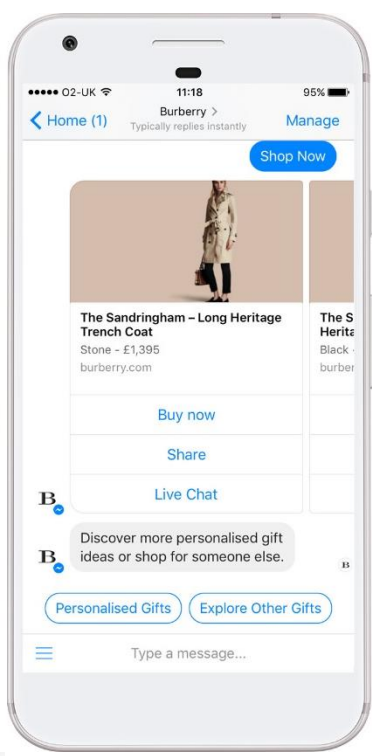 ●●●●● O2-UK 11:18 95%
Home (1) Burberry > Manage
Typically replies instantly
Shop Now
The Sandringham – Long Heritage
Trench Coat
Stone - £1,395
burberry.com
Buy now
Share
Live Chat
The S
Herita
Black -
burber
B
Discover more personalised gift
ideas or shop for someone else.
B
B
Personalised Gifts Explore Other Gifts
Type a message...